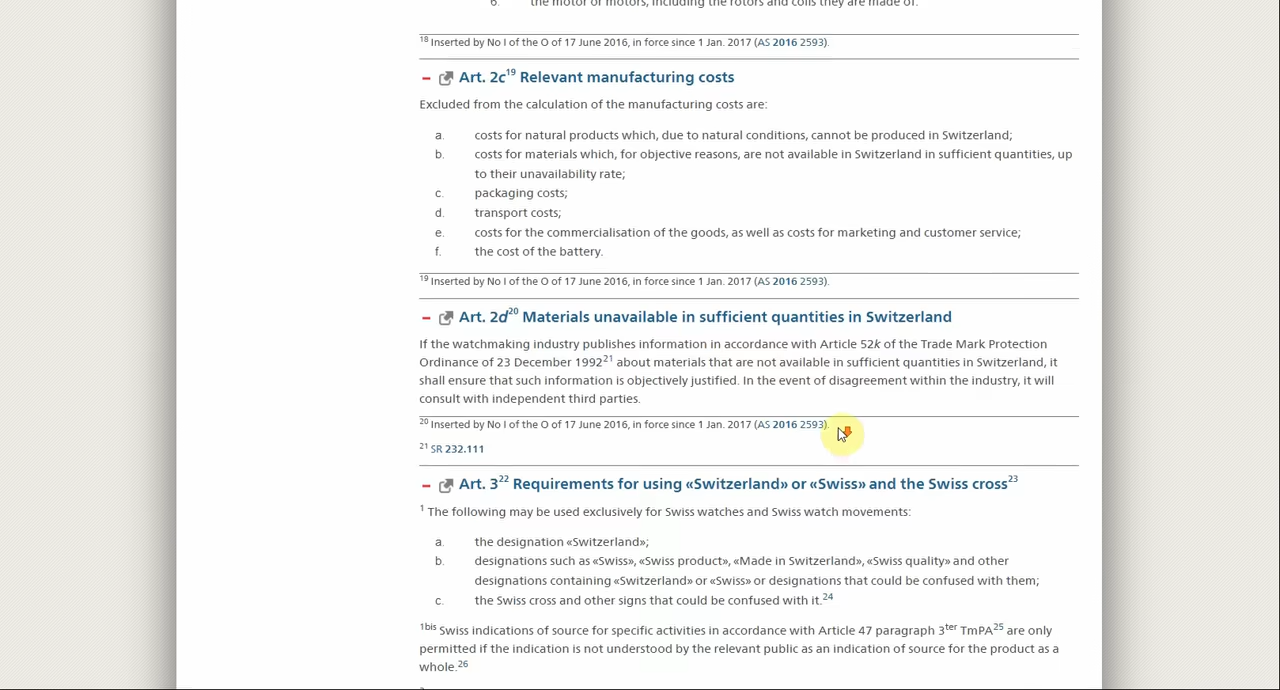 6. the motor or motors, including the rotors and coils they are made of.
18 Inserted by No I of the O of 17 June 2016, in force since 1 Jan. 2017 (AS 2016 2593).
Art. 2c19 Relevant manufacturing costs
Excluded from the calculation of the manufacturing costs are:
a. costs for natural products which, due to natural conditions, cannot be produced in Switzerland;
b. costs for materials which, for objective reasons, are not available in Switzerland in sufficient quantities, up
to their unavailability rate;
c. packaging costs;
d. transport costs;
e. costs for the commercialisation of the goods, as well as costs for marketing and customer service;
f. the cost of the battery.
19 Inserted by No I of the O of 17 June 2016, in force since 1 Jan. 2017 (AS 2016 2593).
Art. 2d20 Materials unavailable in sufficient quantities in Switzerland
If the watchmaking industry publishes information in accordance with Article 52k of the Trade Mark Protection
Ordinance of 23 December 199221 about materials that are not available in sufficient quantities in Switzerland, it
shall ensure that such information is objectively justified. In the event of disagreement within the industry, it will
consult with independent third parties.
20 Inserted by No I of the O of 17 June 2016, in force since 1 Jan. 2017 (AS 2016 2593).
21 SR 232.111
Art. 322 Requirements for using «Switzerland» or «Swiss» and the Swiss cross23
1 The following may be used exclusively for Swiss watches and Swiss watch movements:
a. the designation «Switzerland»;
b. designations such as «Swiss», «Swiss product», «Made in Switzerland», «Swiss quality» and other
designations containing «Switzerland» or «Swiss» or designations that could be confused with them;
c. the Swiss cross and other signs that could be confused with it.24
1bis Swiss indications of source for specific activities in accordance with Article 47 paragraph 3ter TmPA25 are only
permitted if the indication is not understood by the relevant public as an indication of source for the product as a
whole.26